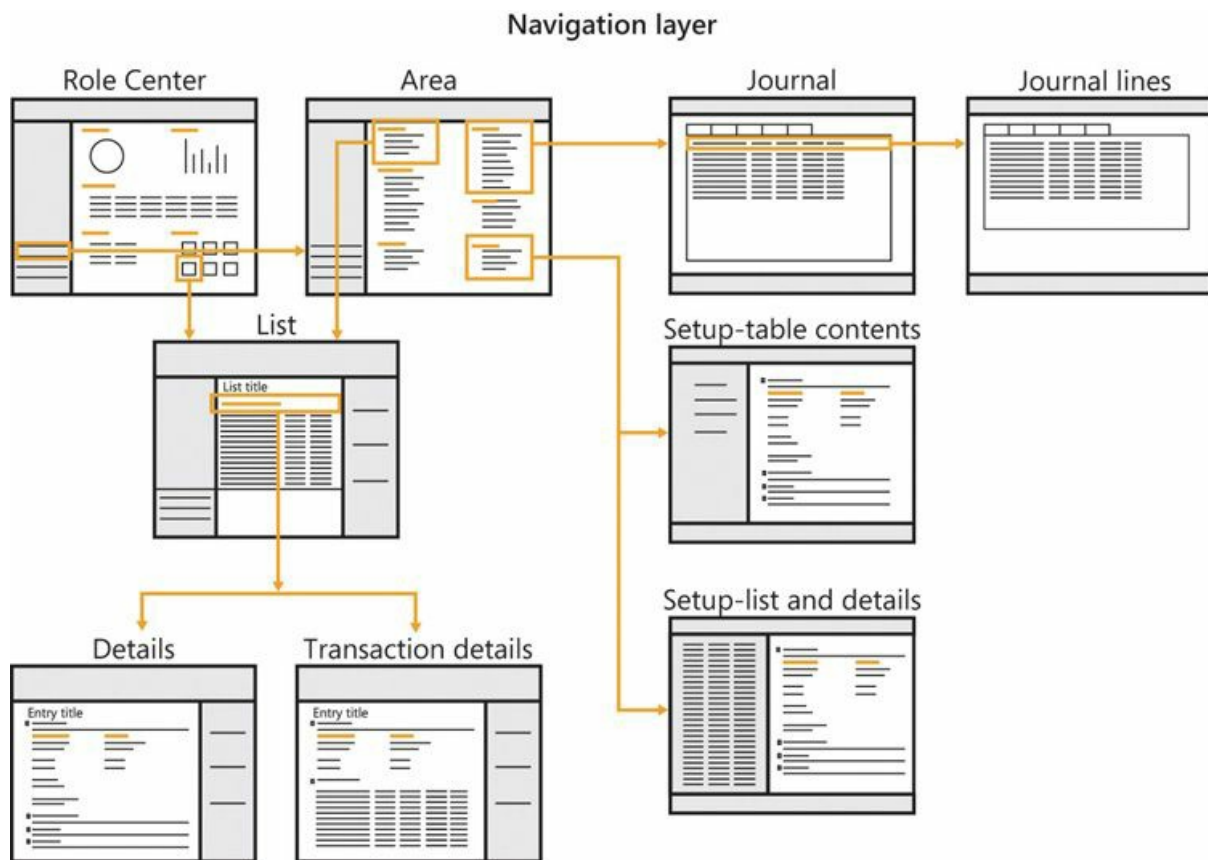 Navigation layer
Role Center
Area
Journal
Journal lines
List
List title
Setup-table contents
Setup-list and details
Details
Entry title
Transaction details
Entry title